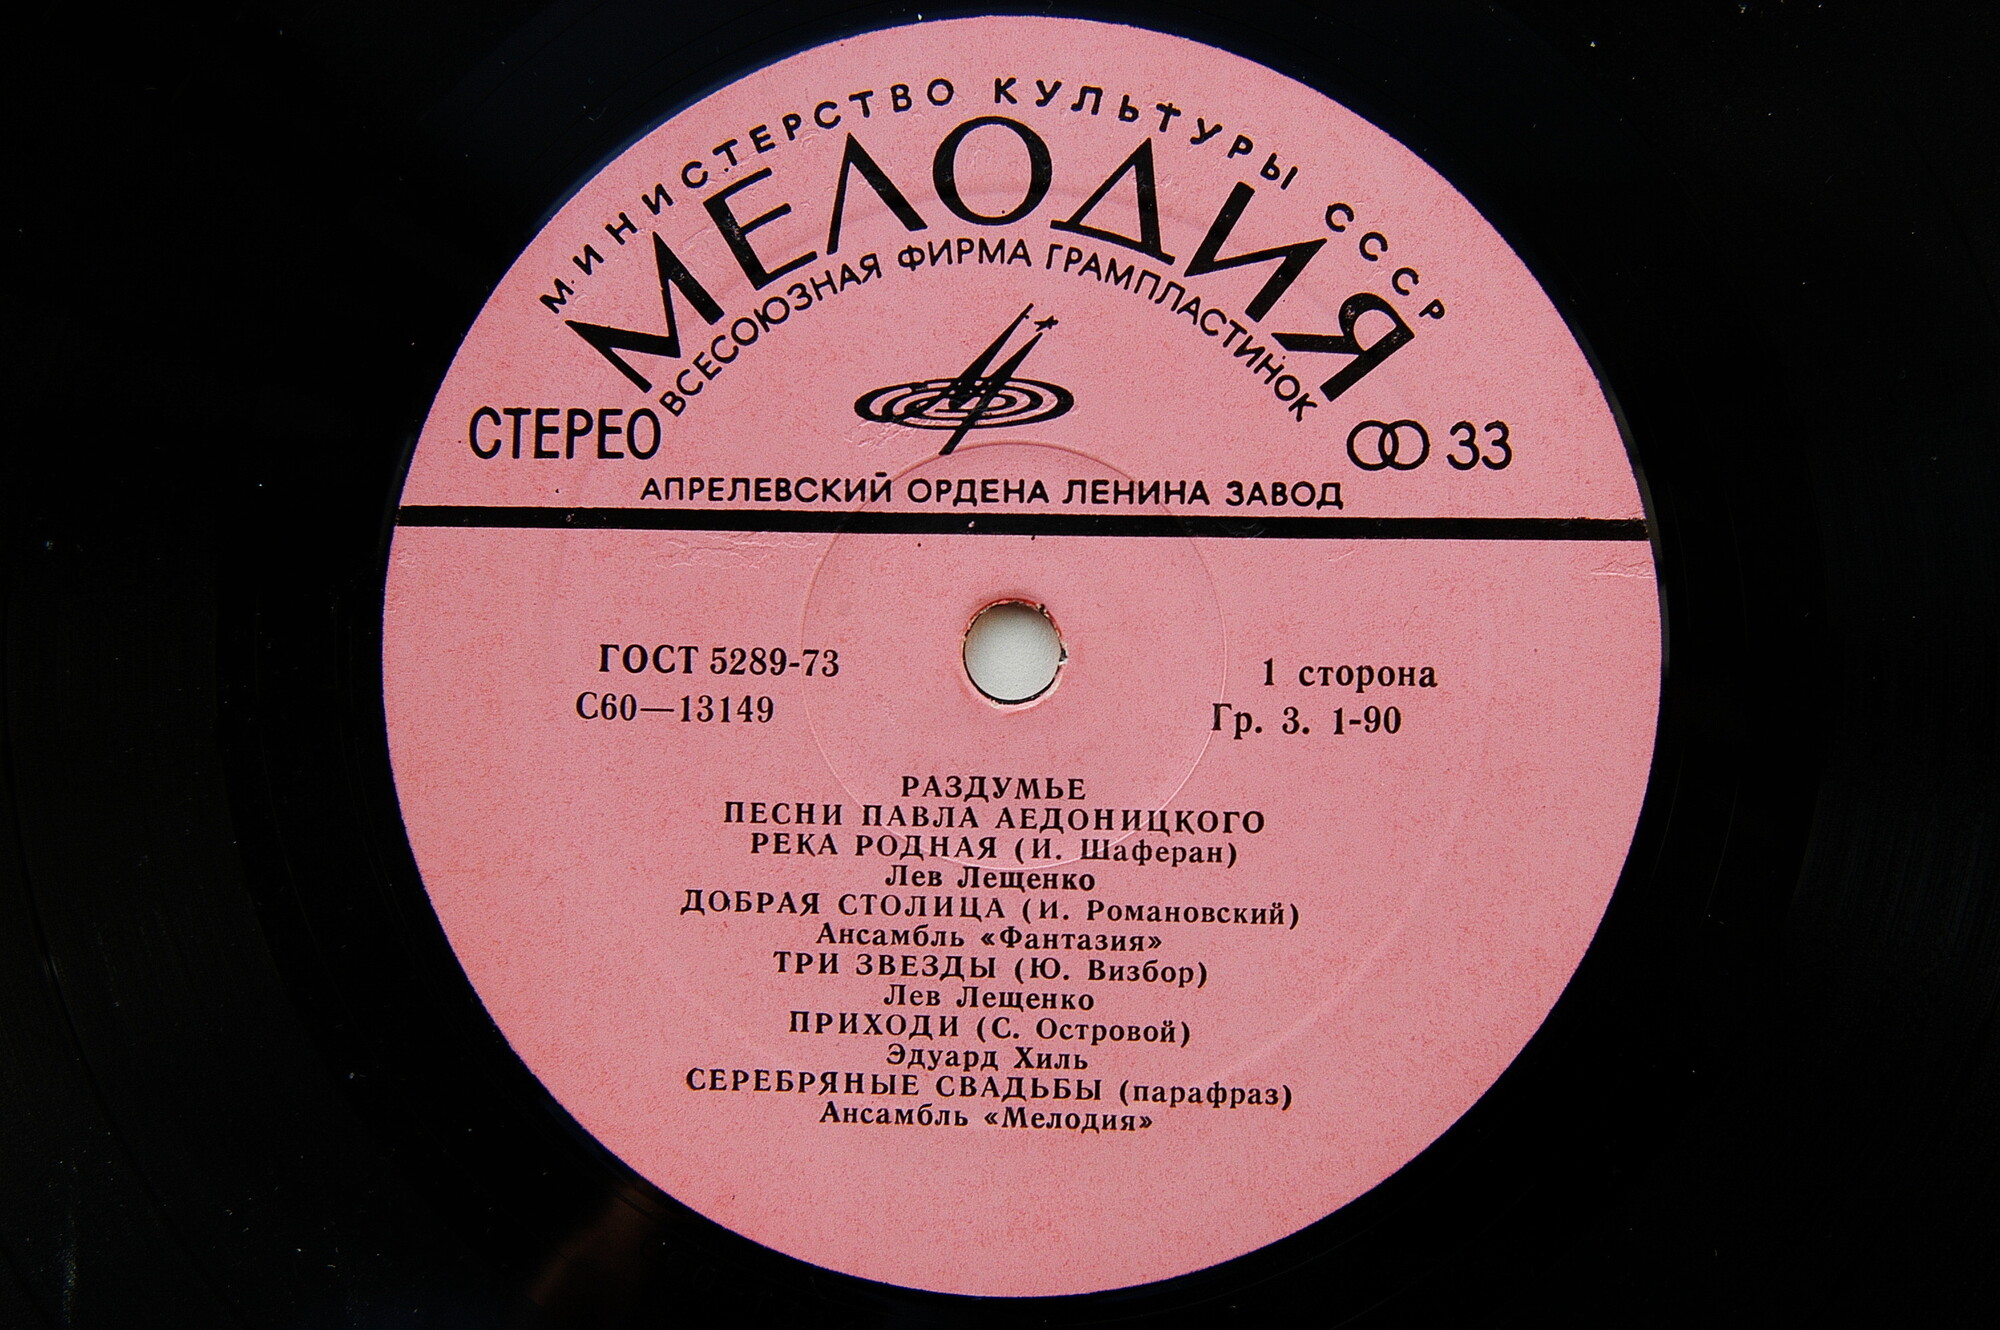 МИНИСТЕРСТВО КУЛЬТУРЫ СССР
МЕЛОДИЯ
ВСЕСОЮЗНАЯ ФИРМА ГРАМПЛАСТИНОК
СТЕРЕО
33
АПРЕЛЕВСКИЙ ОРДЕНА ЛЕНИНА ЗАВОД
ГОСТ 5289-73
С60—13149
1 сторона
Гр. 3. 1-90
РАЗДУМЬЕ
ПЕСНИ ПАВЛА АЕДОНИЦКОГО
РЕКА РОДНАЯ (И. Шаферан)
Лев Лещенко
ДОБРАЯ СТОЛИЦА (И. Романовский)
Ансамбль «Фантазия»
ТРИ ЗВЕЗДЫ (Ю. Визбор)
Лев Лещенко
ПРИХОДИ (С. Островой)
Эдуард Хиль
СЕРЕБРЯНЫЕ СВАДЬБЫ (парафраз)
Ансамбль «Мелодия»